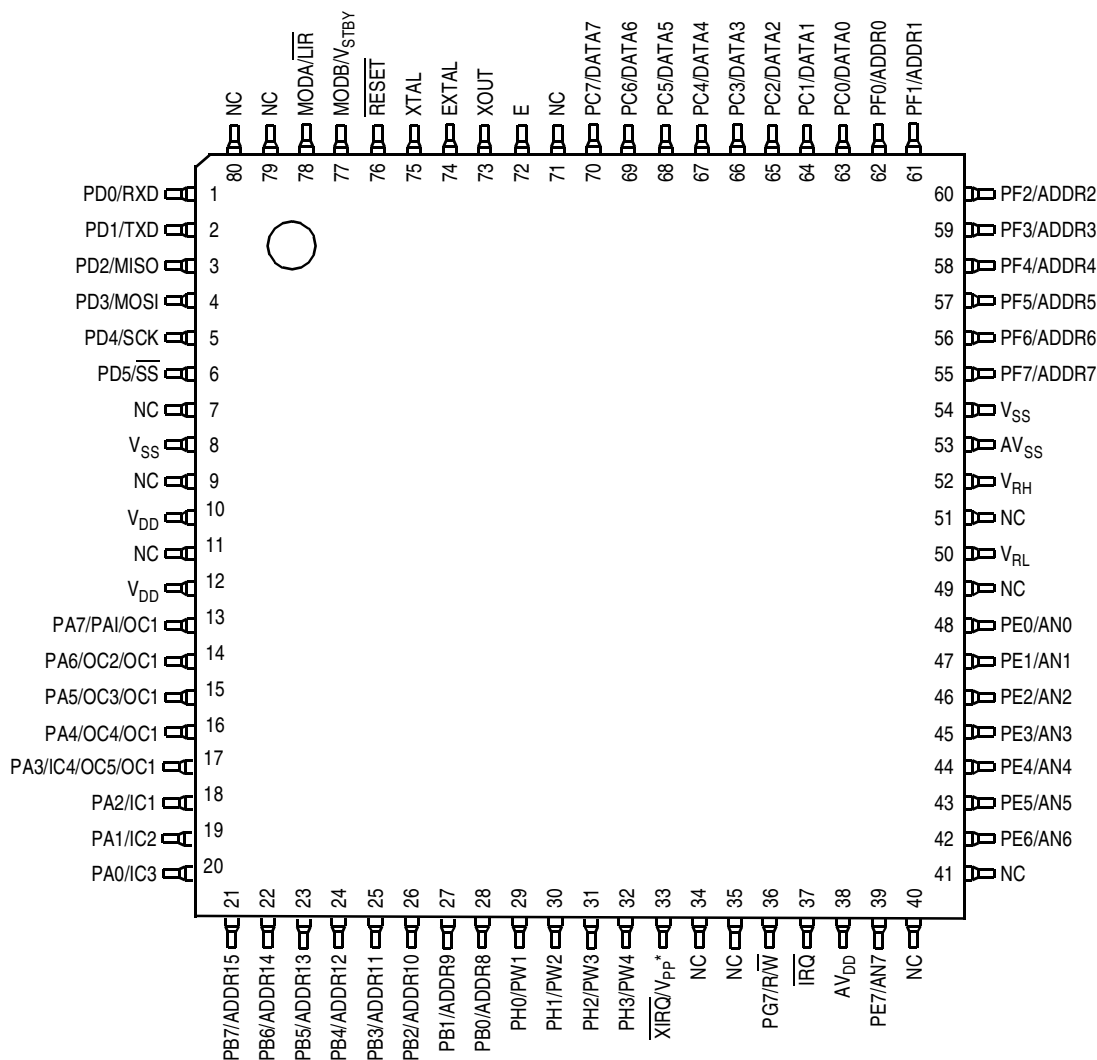 NC
NC
MODA/L̅I̅R̅
MODB/VSTBY
R̅E̅S̅E̅T̅
XTAL
EXTAL
XOUT
E
NC
PC7/DATA7
PC6/DATA6
PC5/DATA5
PC4/DATA4
PC3/DATA3
PC2/DATA2
PC1/DATA1
PC0/DATA0
PF0/ADDR0
PF1/ADDR1
80
79
78
77
76
75
74
73
72
71
70
69
68
67
66
65
64
63
62
61
PD0/RXD 1
PD1/TXD 2
PD2/MISO 3
PD3/MOSI 4
PD4/SCK 5
PD5/S̅S̅ 6
NC 7
VSS 8
NC 9
VDD 10
NC 11
VDD 12
PA7/PAI/OC1 13
PA6/OC2/OC1 14
PA5/OC3/OC1 15
PA4/OC4/OC1 16
PA3/IC4/OC5/OC1 17
PA2/IC1 18
PA1/IC2 19
PA0/IC3 20
60 PF2/ADDR2
59 PF3/ADDR3
58 PF4/ADDR4
57 PF5/ADDR5
56 PF6/ADDR6
55 PF7/ADDR7
54 VSS
53 AVSS
52 VRH
51 NC
50 VRL
49 NC
48 PE0/AN0
47 PE1/AN1
46 PE2/AN2
45 PE3/AN3
44 PE4/AN4
43 PE5/AN5
42 PE6/AN6
41 NC
21
22
23
24
25
26
27
28
29
30
31
32
33
34
35
36
37
38
39
40
PB7/ADDR15
PB6/ADDR14
PB5/ADDR13
PB4/ADDR12
PB3/ADDR11
PB2/ADDR10
PB1/ADDR9
PB0/ADDR8
PH0/PW1
PH1/PW2
PH2/PW3
PH3/PW4
X̅I̅R̅Q̅/VPP*
NC
NC
PG7/R/W̅
I̅R̅Q̅
AVDD
PE7/AN7
NC